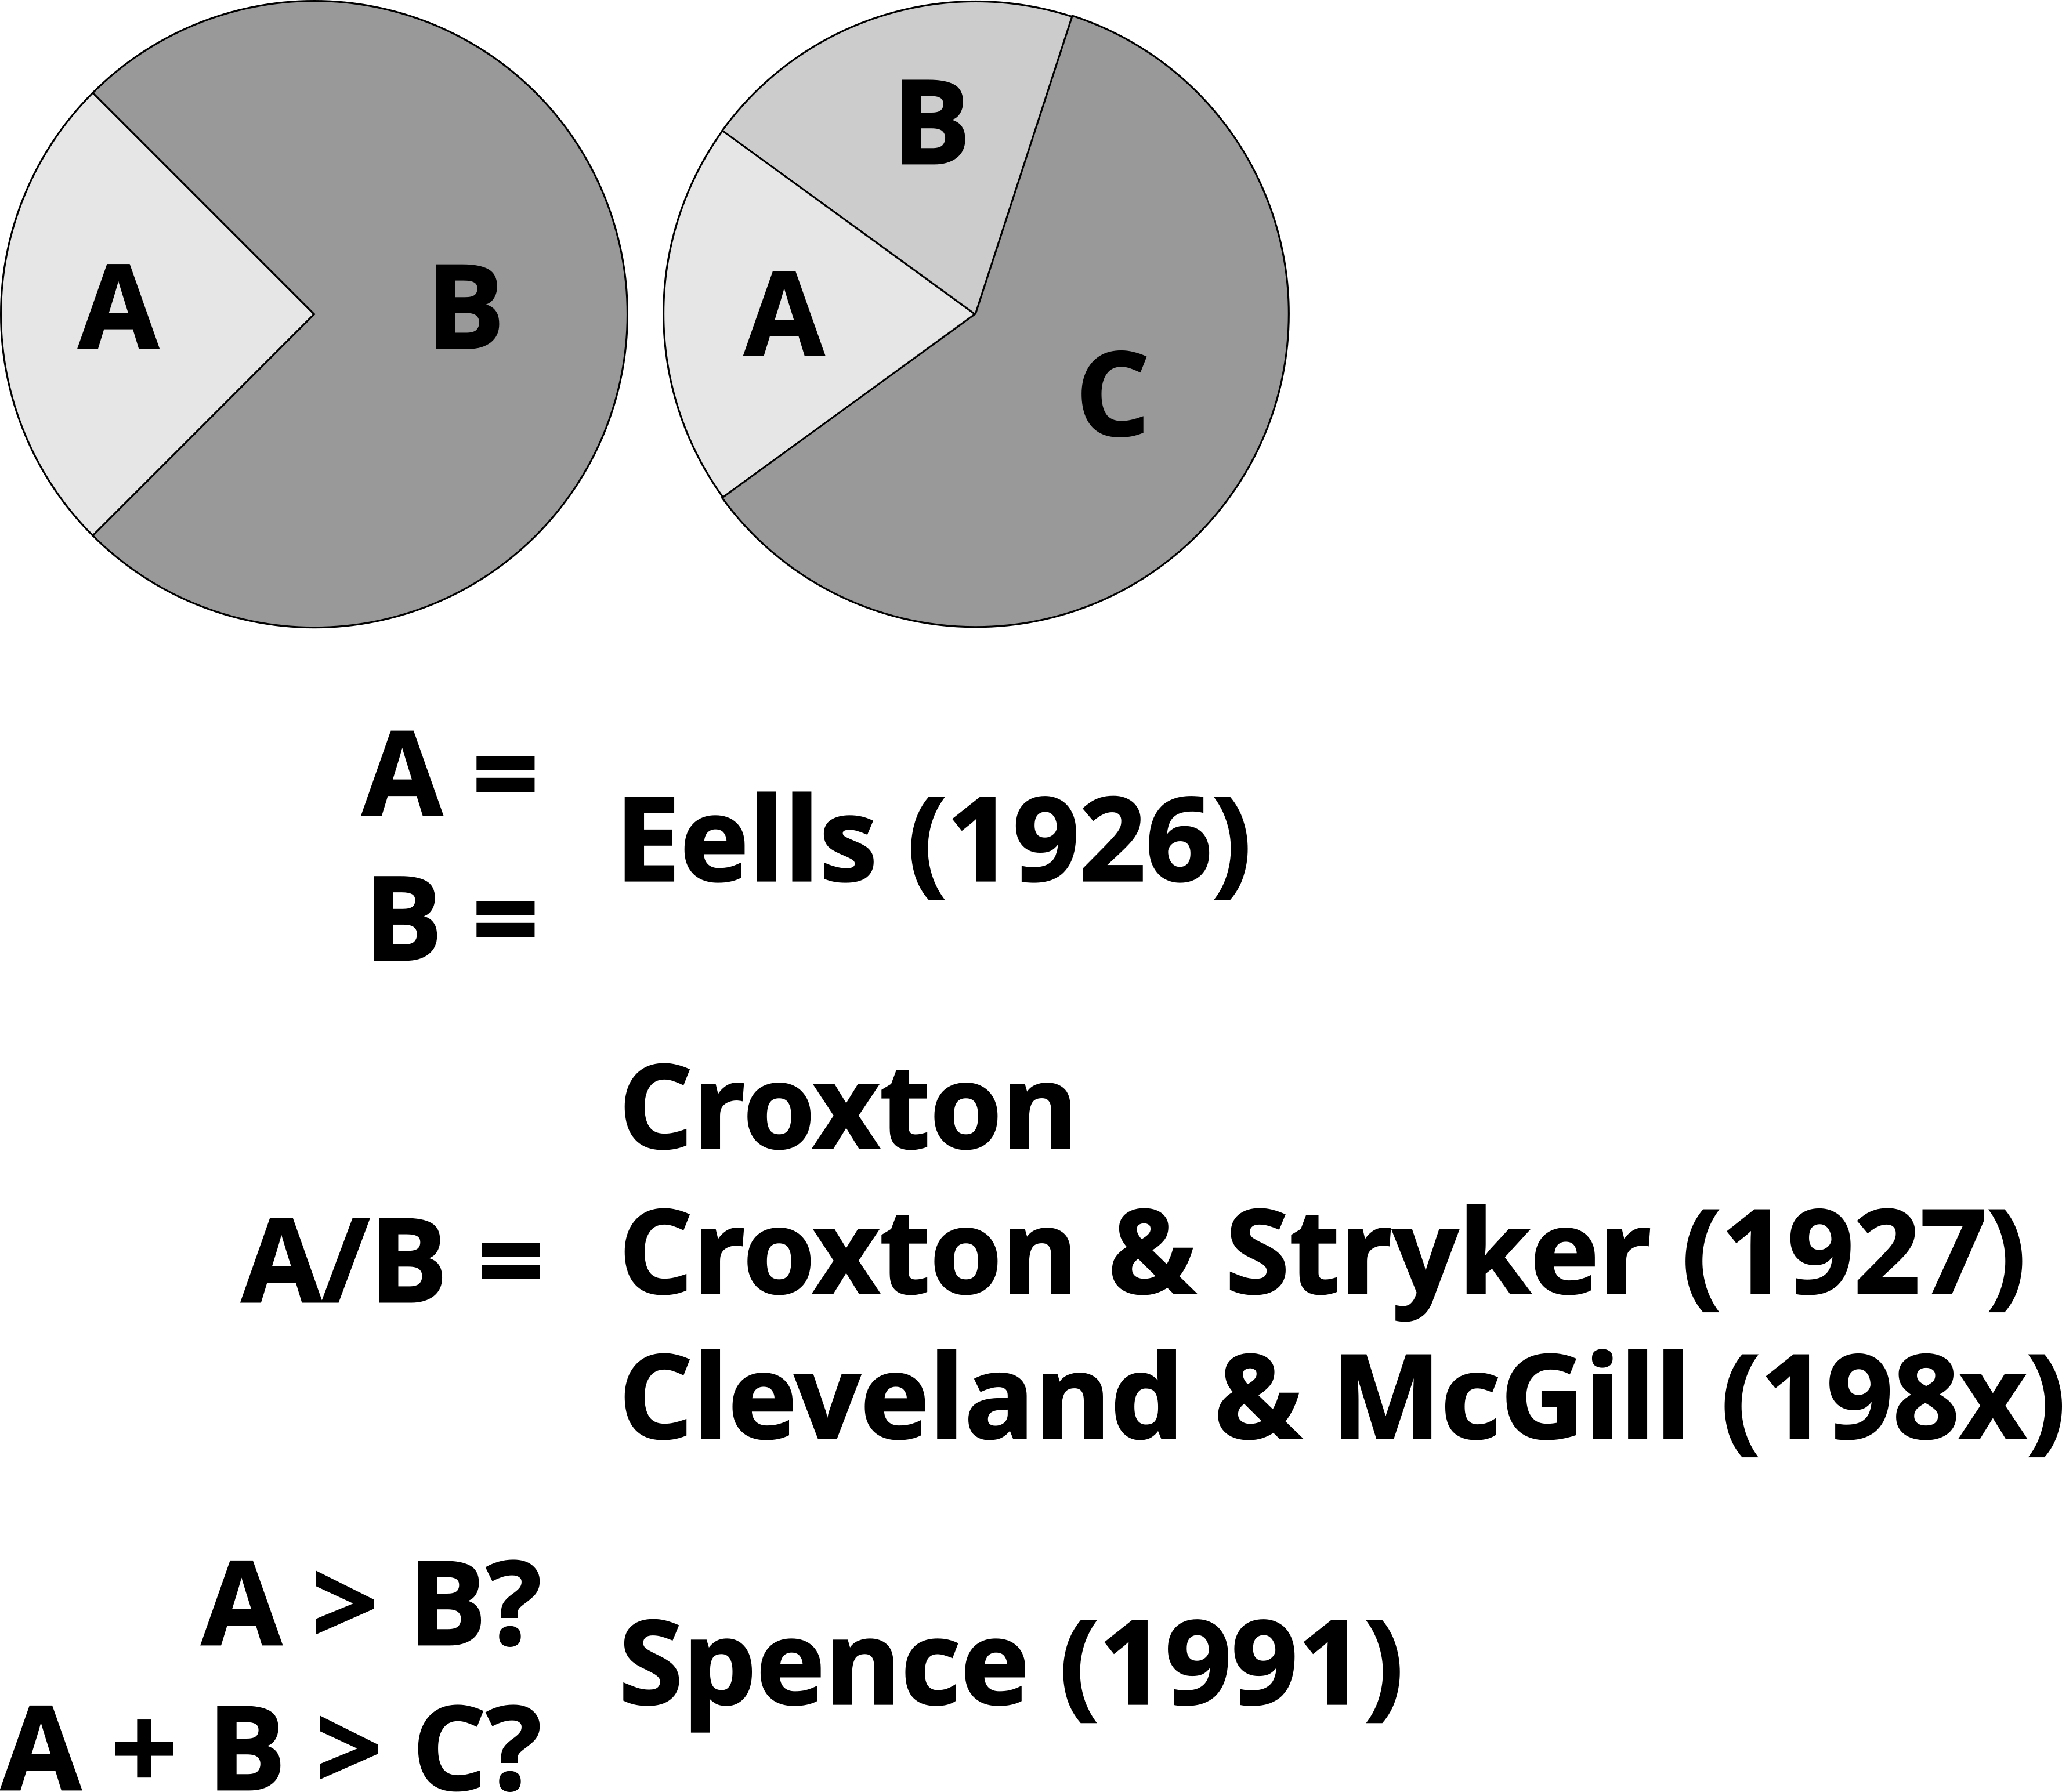 A
B
B
A
C
A =
Eells (1926)
B =
Croxton
A/B =
Croxton & Stryker (1927)
Cleveland & McGill (198x)
A > B?
Spence (1991)
A + B > C?